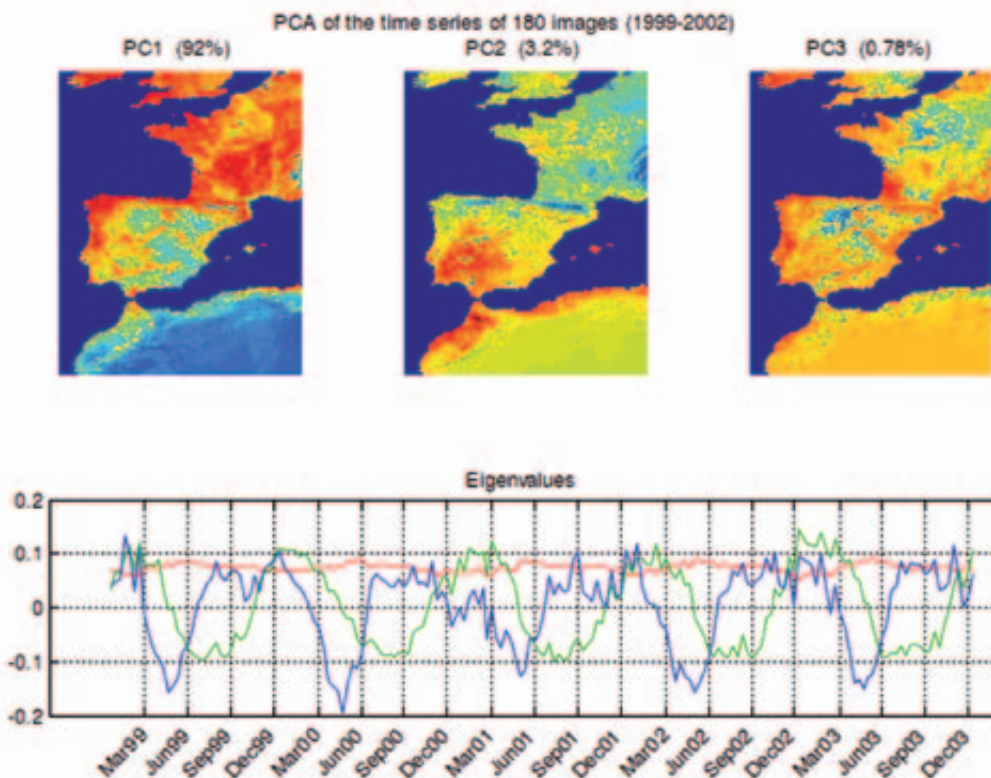 PCA of the time series of 180 images (1999-2002)
PC1 (92%) PC2 (3.2%) PC3 (0.78%)
Eigenvalues
0.2
0.1
0
-0.1
-0.2
Mar99 Jun99 Sep99 Dec99 Mar00 Jun00 Sep00 Dec00 Mar01 Jun01 Sep01 Dec01 Mar02 Jun02 Sep02 Dec02 Mar03 Jun03 Sep03 Dec03